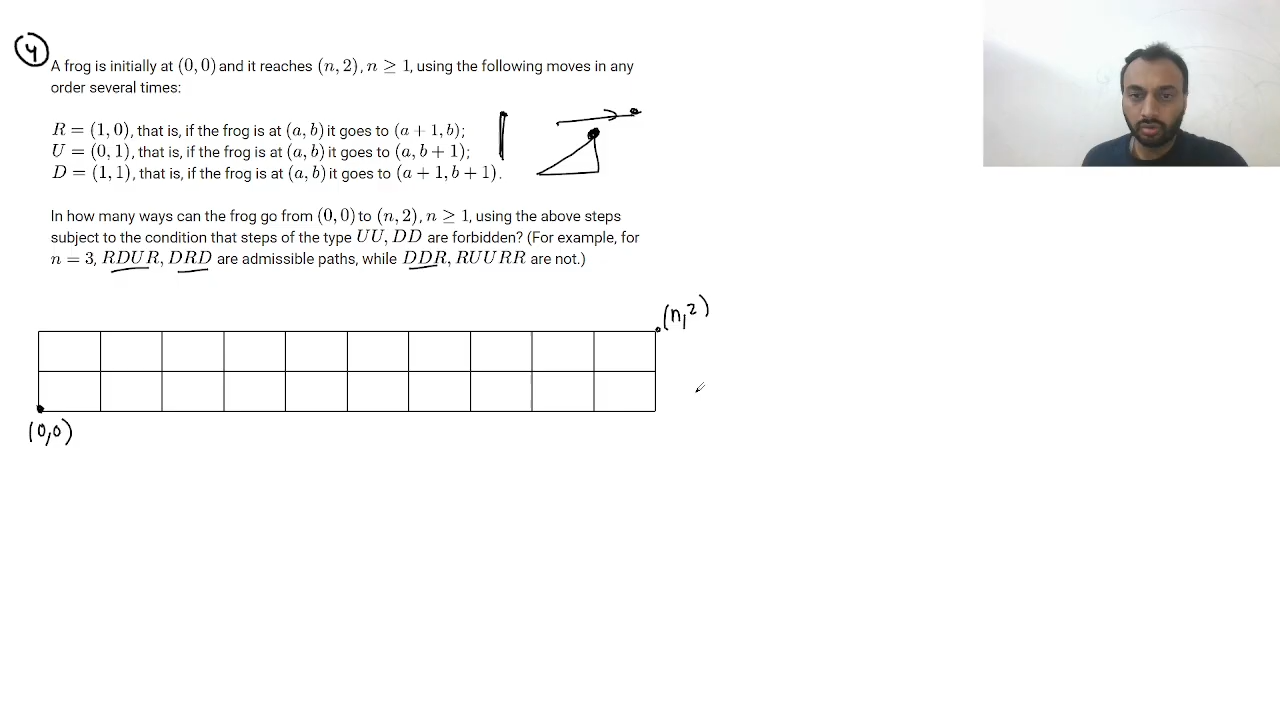 4
A frog is initially at (0, 0) and it reaches (n, 2), n ≥ 1, using the following moves in any
order several times:
R = (1, 0), that is, if the frog is at (a, b) it goes to (a + 1, b);
U = (0, 1), that is, if the frog is at (a, b) it goes to (a, b + 1);
D = (1, 1), that is, if the frog is at (a, b) it goes to (a + 1, b + 1).
In how many ways can the frog go from (0, 0) to (n, 2), n ≥ 1, using the above steps
subject to the condition that steps of the type UU, DD are forbidden? (For example, for
n = 3, RDUR, DRD are admissible paths, while DDR, RUURR are not.)
(n, 2)
(0,0)